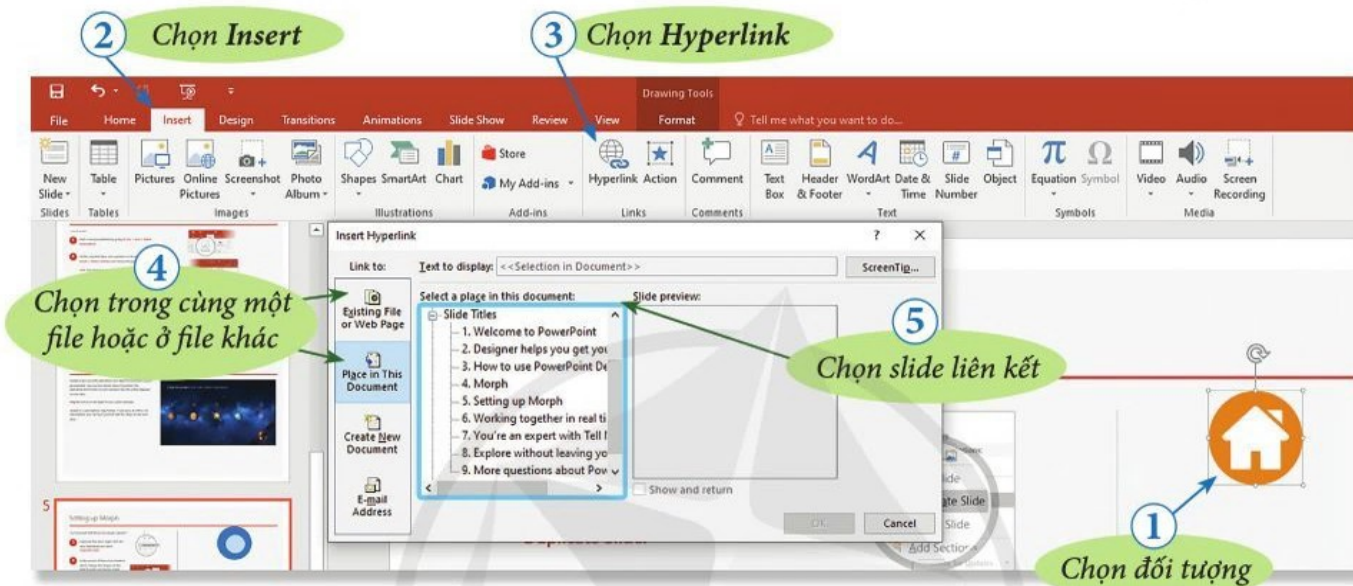 2 Chọn Insert
3 Chọn Hyperlink
Drawing Tools
File Home Insert Design Transitions Animations Slide Show Review View Format Tell me what you want to do...
New Slide Table Pictures Online Pictures Screenshot Photo Album Shapes SmartArt Chart Store My Add-ins Hyperlink Action Comment Text Box Header & Footer WordArt Date & Time Slide Number Object Equation Symbol Video Audio Screen Recording
Slides Tables Images Illustrations Add-ins Links Comments Text Symbols Media
Insert Hyperlink ? ×
Link to: Text to display: <<Selection in Document>> ScreenTip...
4
Chọn trong cùng một
file hoặc ở file khác
Existing File
or Web Page
Place in This
Document
Create New
Document
E-mail
Address
Select a place in this document: Slide preview:
Slide Titles
1. Welcome to PowerPoint
2. Designer helps you get you
3. How to use PowerPoint De
4. Morph
5. Setting up Morph
6. Working together in real ti
7. You're an expert with Tell
8. Explore without leaving yo
9. More questions about Pow
5
Chọn slide liên kết
Show and return
OK Cancel
5
Setting up Morph
Slide
Add Section
1
Chọn đối tượng